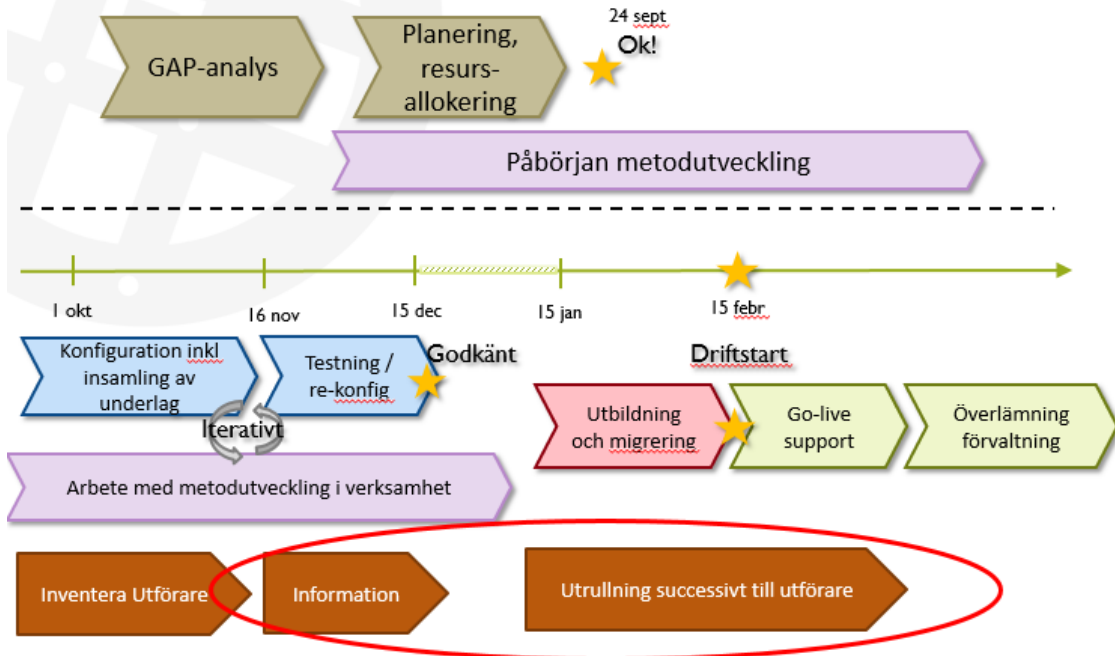 24 sept
Ok!
GAP-analys
Planering,
resurs-
allokering
Påbörjan metodutveckling
1 okt
16 nov
15 dec
15 jan
15 febr
Konfiguration inkl
insamling av
underlag
Testning /
re-konfig
Godkänt
Driftstart
Iterativt
Utbildning
och migrering
Go-live
support
Överlämning
förvaltning
Arbete med metodutveckling i verksamhet
Inventera Utförare
Information
Utrullning successivt till utförare